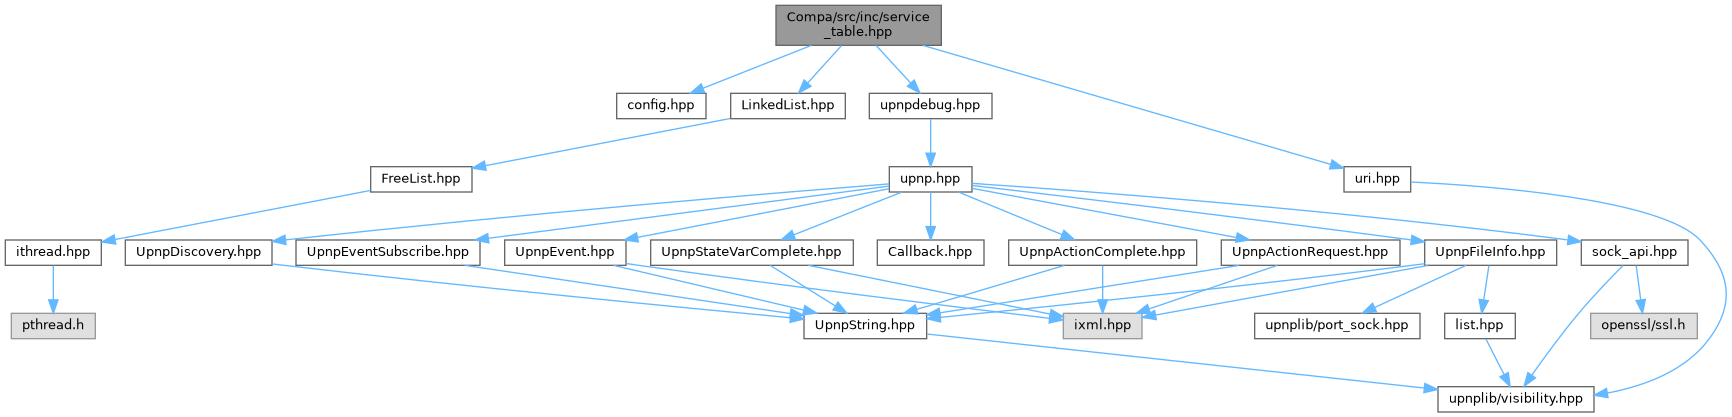 Compa/src/inc/service
_table.hpp
config.hpp
LinkedList.hpp
upnpdebug.hpp
FreeList.hpp
upnp.hpp
uri.hpp
ithread.hpp
UpnpDiscovery.hpp
UpnpEventSubscribe.hpp
UpnpEvent.hpp
UpnpStateVarComplete.hpp
Callback.hpp
UpnpActionComplete.hpp
UpnpActionRequest.hpp
UpnpFileInfo.hpp
sock_api.hpp
pthread.h
UpnpString.hpp
ixml.hpp
upnplib/port_sock.hpp
list.hpp
openssl/ssl.h
upnplib/visibility.hpp